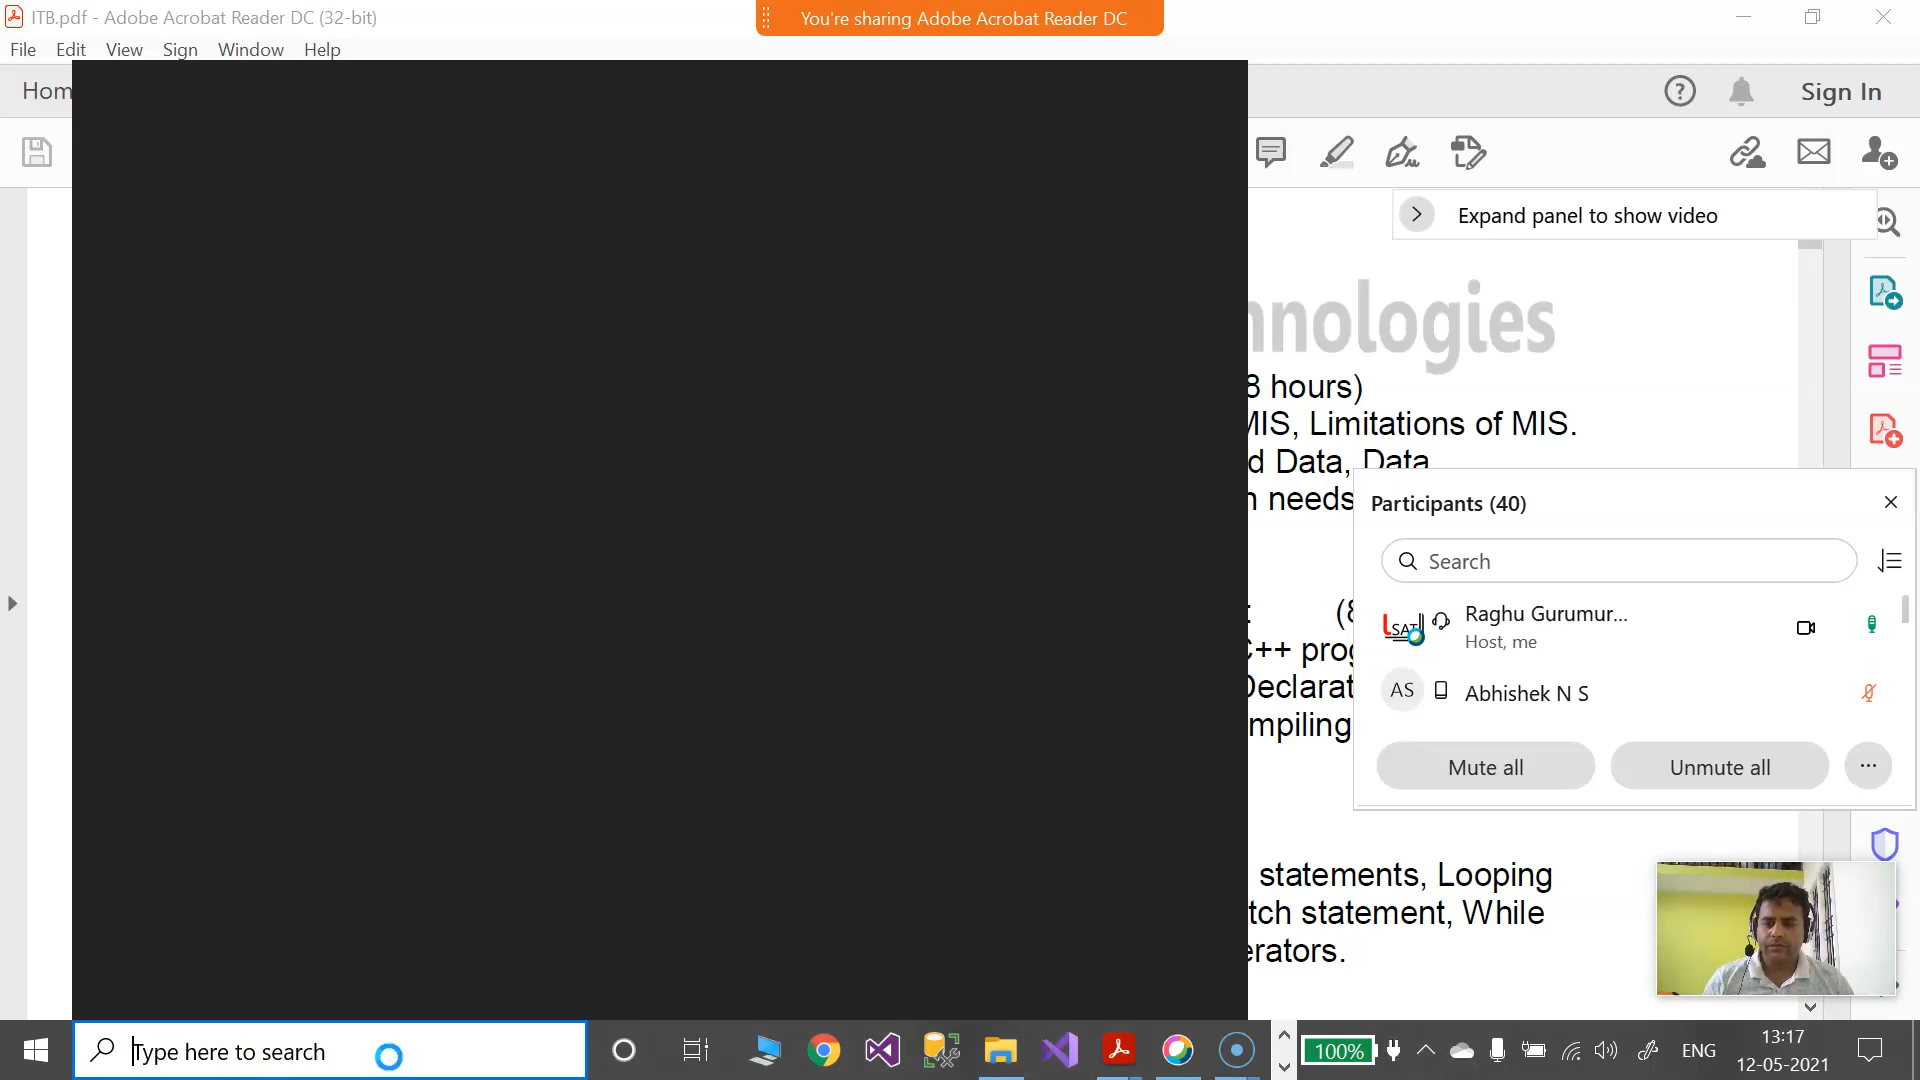 ITB.pdf - Adobe Acrobat Reader DC (32-bit)
You're sharing Adobe Acrobat Reader DC
File Edit View Sign Window Help
Hom
Sign In
Expand panel to show video
hnologies
8 hours)
MIS, Limitations of MIS.
d Data, Data
n needs
Participants (40)
Search
Raghu Gurumur...
Host, me
C++ prog
Declarat
AS Abhishek N S
mpiling
Mute all
Unmute all
statements, Looping
tch statement, While
erators.
Type here to search
100%
ENG
13:17
12-05-2021